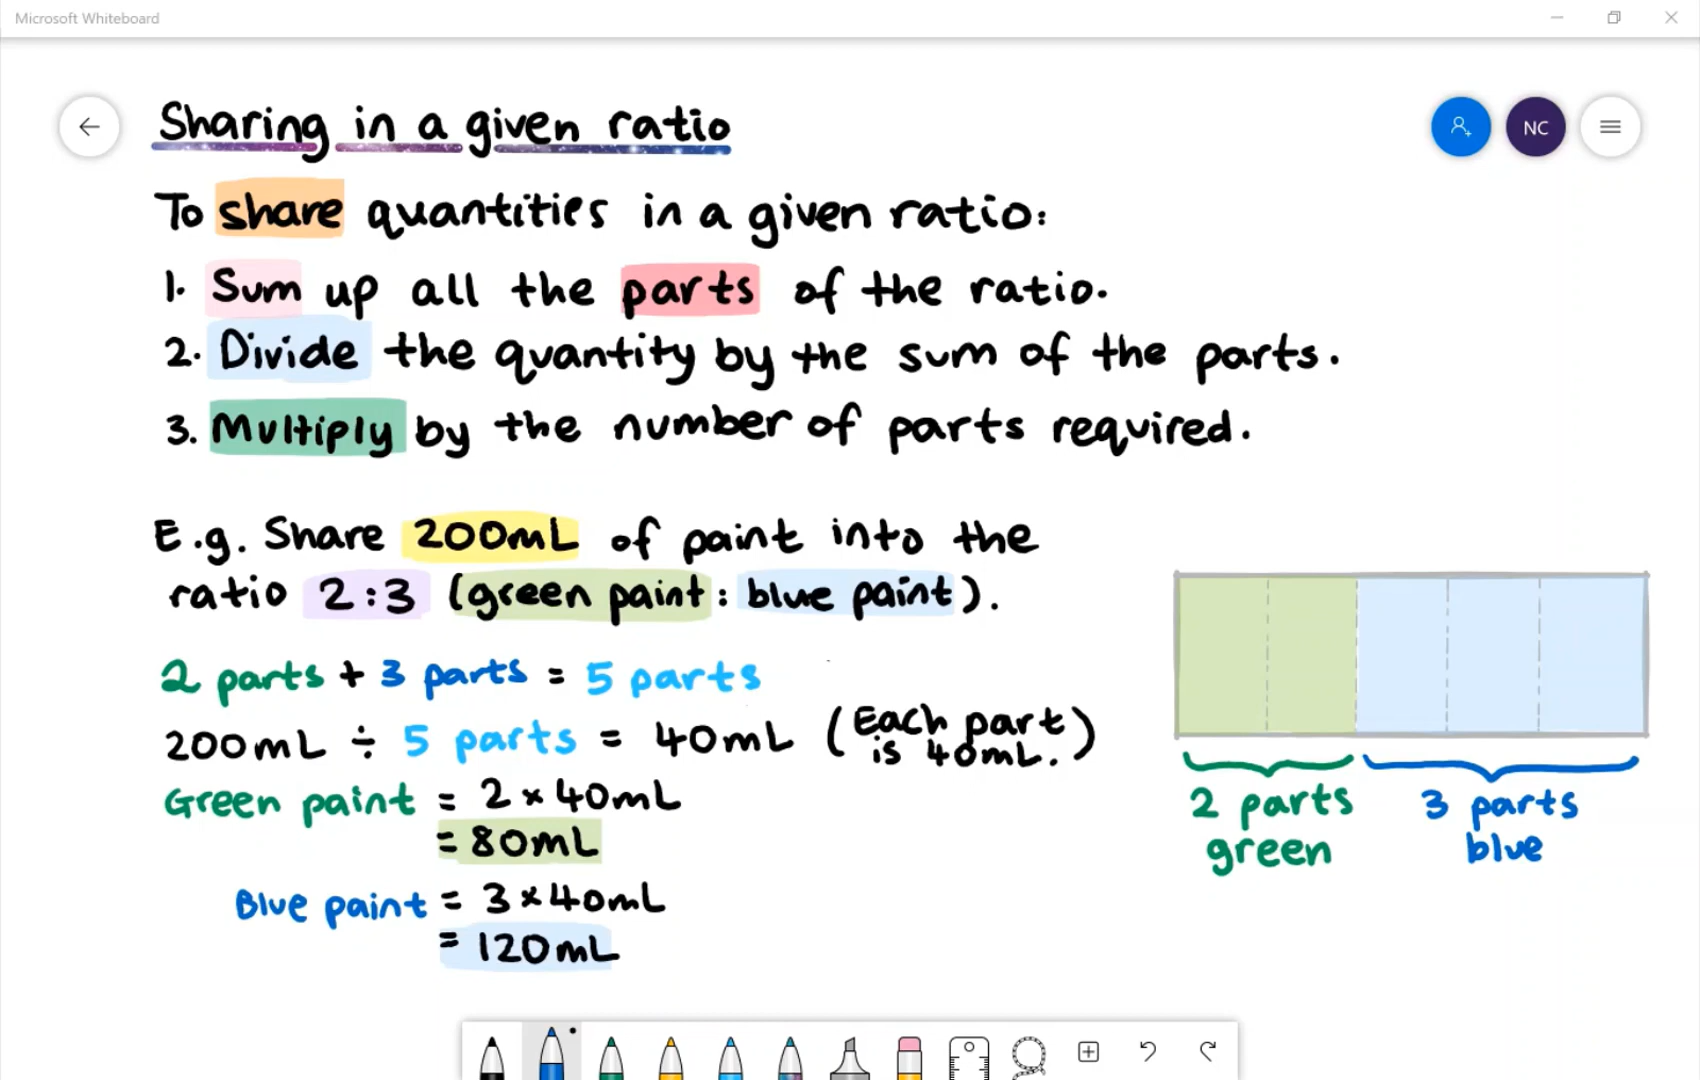 Microsoft Whiteboard
Sharing in a given ratio
NC
To share quantities in a given ratio:
1. Sum up all the parts of the ratio.
2. Divide the quantity by the sum of the parts.
3. Multiply by the number of parts required.
E.g. Share 200mL of paint into the
ratio 2:3 (green paint: blue paint).
2 parts + 3 parts = 5 parts
200mL ÷ 5 parts = 40mL (Each part
is 40mL.)
Green paint = 2 × 40mL
= 80mL
Blue paint = 3 × 40mL
= 120mL
2 parts
green
3 parts
blue